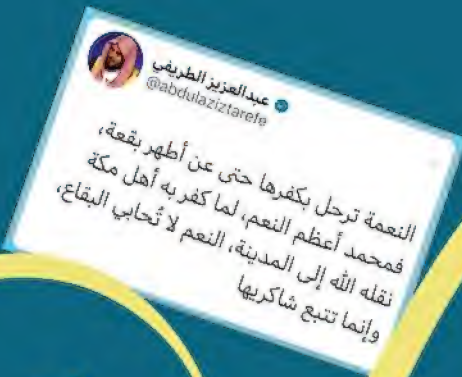 عبدالعزيز الطريفي
@abdulaziztarefe
النعمة ترحل بكفرها حتى عن أطهر بقعة،
فمحمد أعظم النعم، لما كفر به أهل مكة
نقله الله إلى المدينة، النعم لا تُحابي البقاع،
وإنما تتبع شاكريها